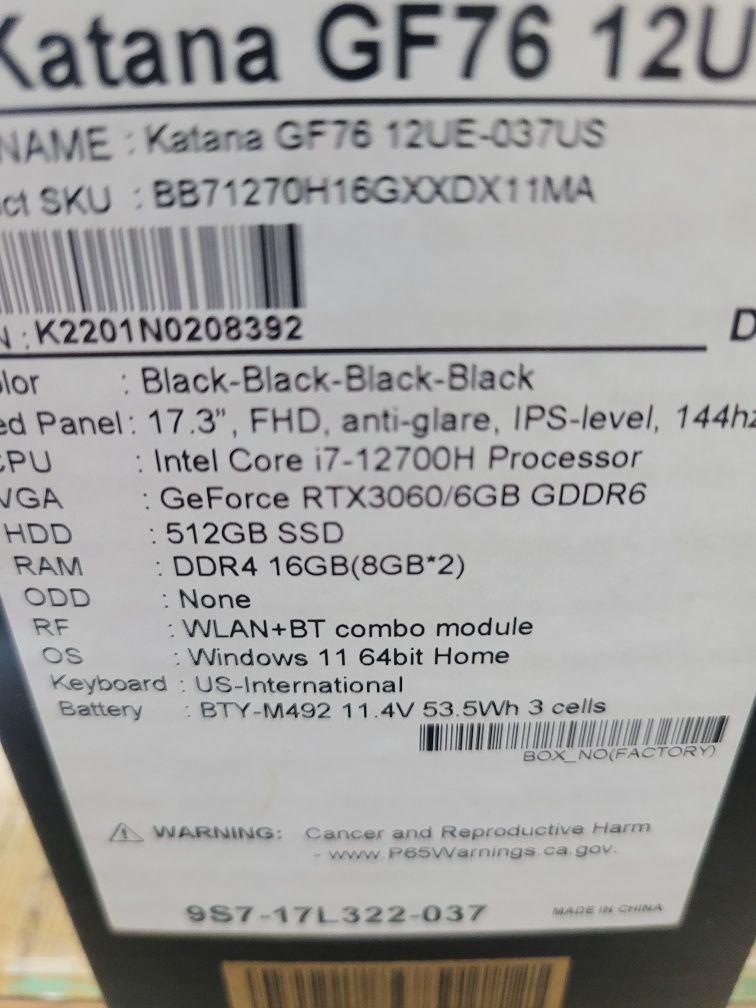 Katana GF76 12U
NAME : Katana GF76 12UE-037US
ct SKU : BB71270H16GXXDX11MA
N : K2201N0208392
D
lor : Black-Black-Black-Black
ed Panel : 17.3", FHD, anti-glare, IPS-level, 144hz
CPU : Intel Core i7-12700H Processor
VGA : GeForce RTX3060/6GB GDDR6
HDD : 512GB SSD
RAM : DDR4 16GB(8GB*2)
ODD : None
RF : WLAN+BT combo module
OS : Windows 11 64bit Home
Keyboard : US-International
Battery : BTY-M492 11.4V 53.5Wh 3 cells
BOX_NO(FACTORY)
WARNING: Cancer and Reproductive Harm
- www.P65Warnings.ca.gov.
9S7-17L322-037
MADE IN CHINA